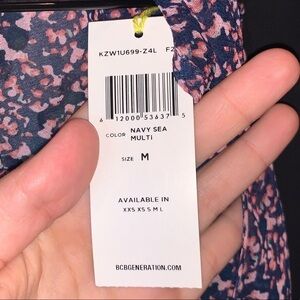 KZW1U699-Z4L F2
6 12000 53637 5
COLOR NAVY SEA
MULTI
SIZE M
AVAILABLE IN
XXS XS S M L
BCBGENERATION.COM